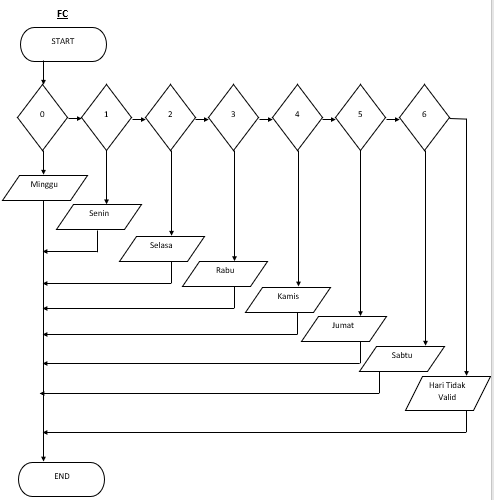 FC
START
0
1
2
3
4
5
6
Minggu
Senin
Selasa
Rabu
Kamis
Jumat
Sabtu
Hari Tidak
Valid
END